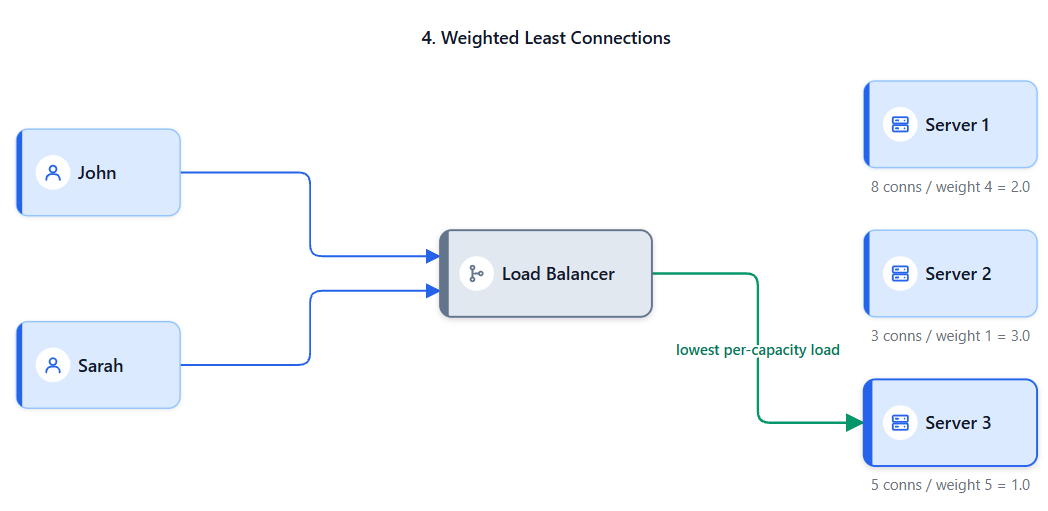 4. Weighted Least Connections
John
Sarah
Load Balancer
lowest per-capacity load
Server 1
8 conns / weight 4 = 2.0
Server 2
3 conns / weight 1 = 3.0
Server 3
5 conns / weight 5 = 1.0